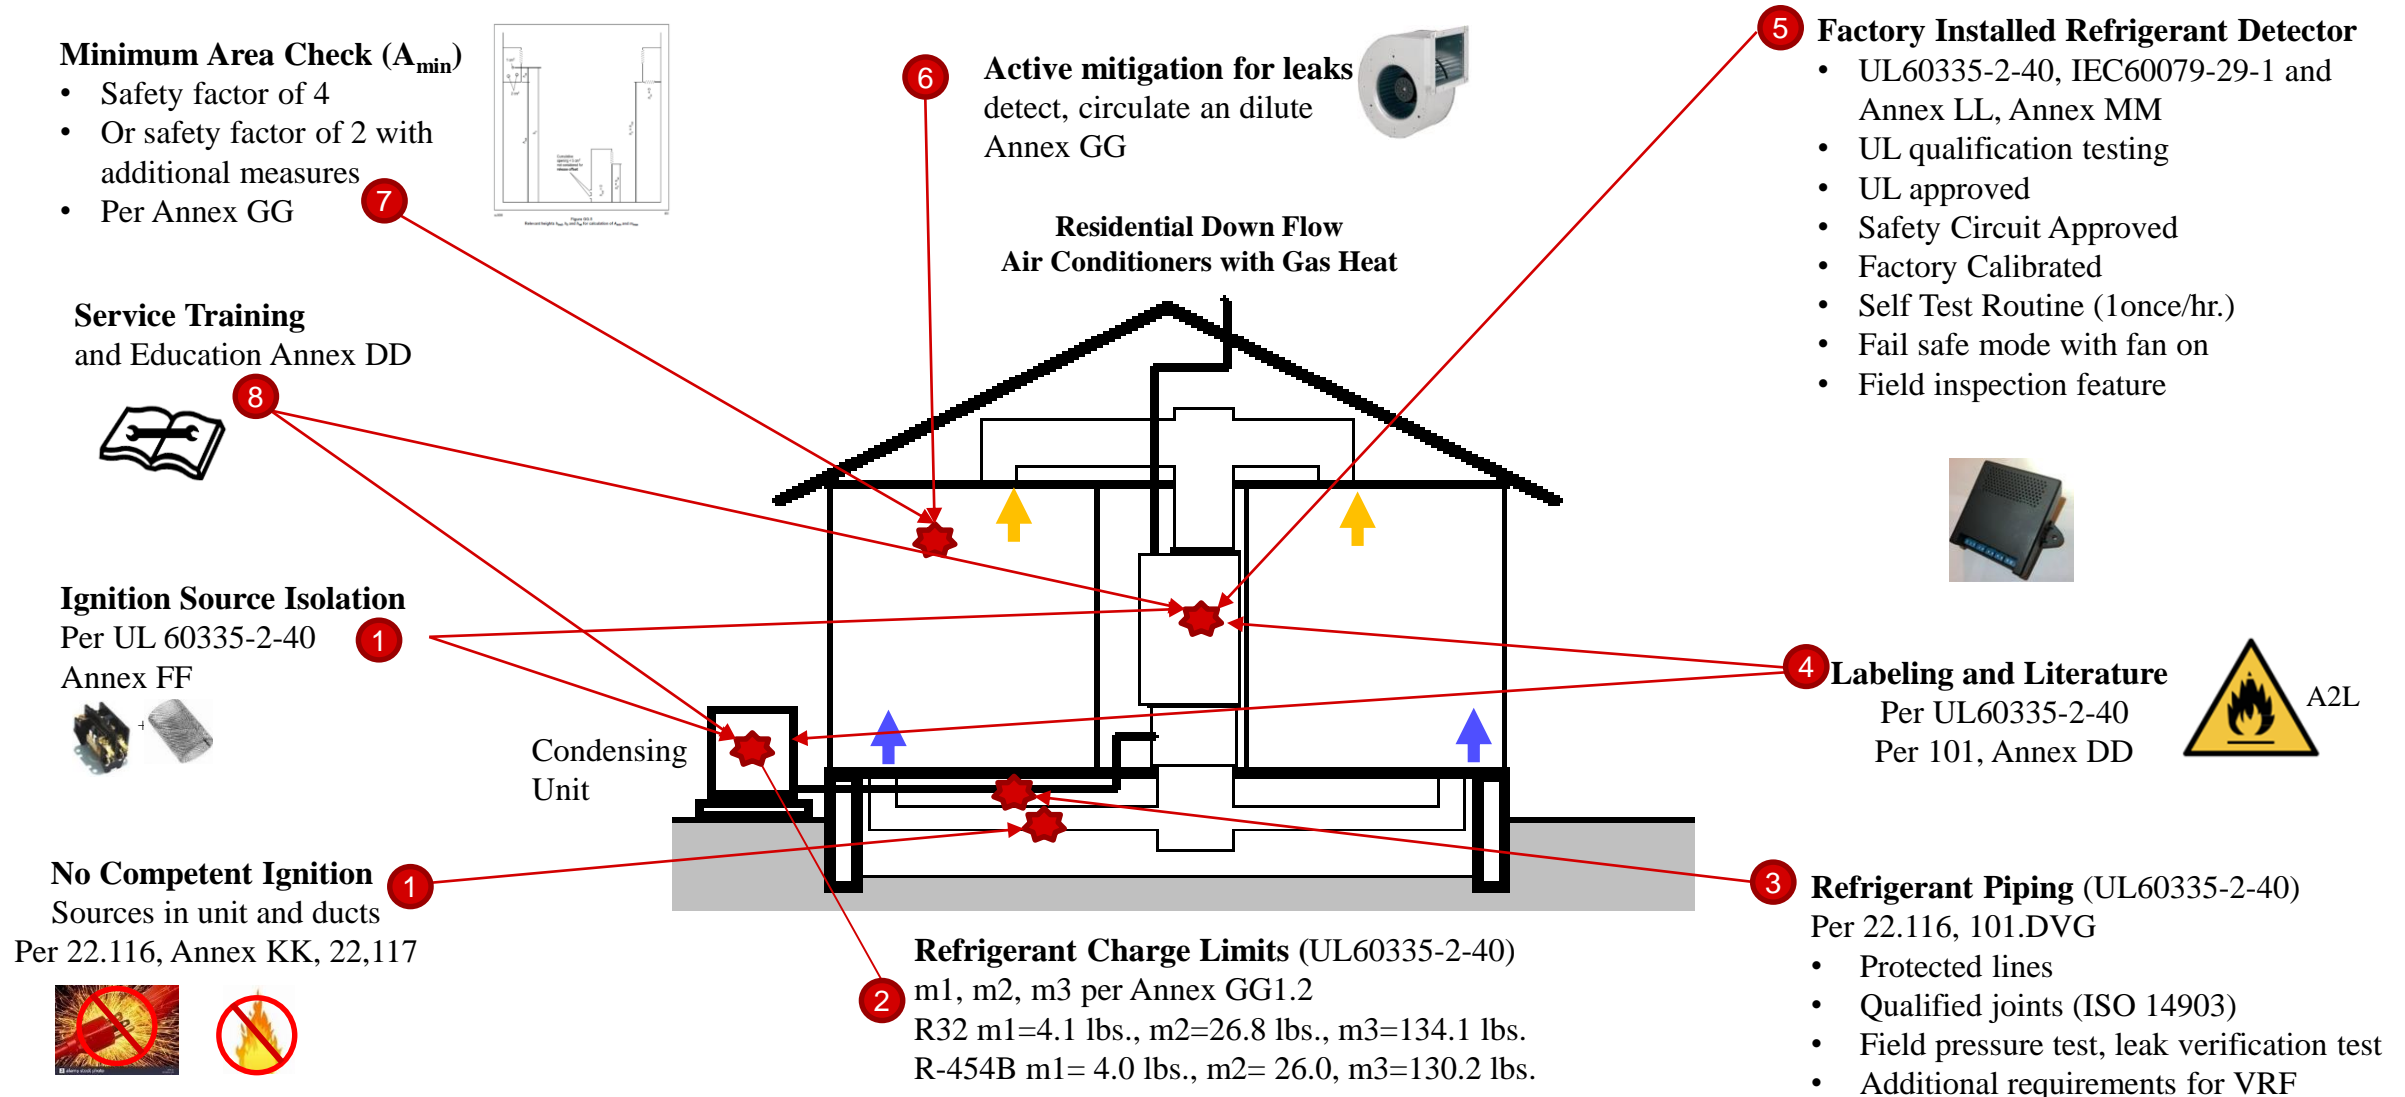 Minimum Area Check (Amin)
• Safety factor of 4
• Or safety factor of 2 with
additional measures
• Per Annex GG
7
6
Active mitigation for leaks
detect, circulate an dilute
Annex GG
5
Factory Installed Refrigerant Detector
• UL60335-2-40, IEC60079-29-1 and
Annex LL, Annex MM
• UL qualification testing
• UL approved
• Safety Circuit Approved
• Factory Calibrated
• Self Test Routine (1once/hr.)
• Fail safe mode with fan on
• Field inspection feature
Residential Down Flow
Air Conditioners with Gas Heat
Service Training
and Education Annex DD
8
Ignition Source Isolation
Per UL 60335-2-40
Annex FF
1
+
Condensing
Unit
4
Labeling and Literature
Per UL60335-2-40
Per 101, Annex DD
A2L
No Competent Ignition
Sources in unit and ducts
Per 22.116, Annex KK, 22,117
1
2
Refrigerant Charge Limits (UL60335-2-40)
m1, m2, m3 per Annex GG1.2
R32 m1=4.1 lbs., m2=26.8 lbs., m3=134.1 lbs.
R-454B m1= 4.0 lbs., m2= 26.0, m3=130.2 lbs.
3
Refrigerant Piping (UL60335-2-40)
Per 22.116, 101.DVG
• Protected lines
• Qualified joints (ISO 14903)
• Field pressure test, leak verification test
• Additional requirements for VRF